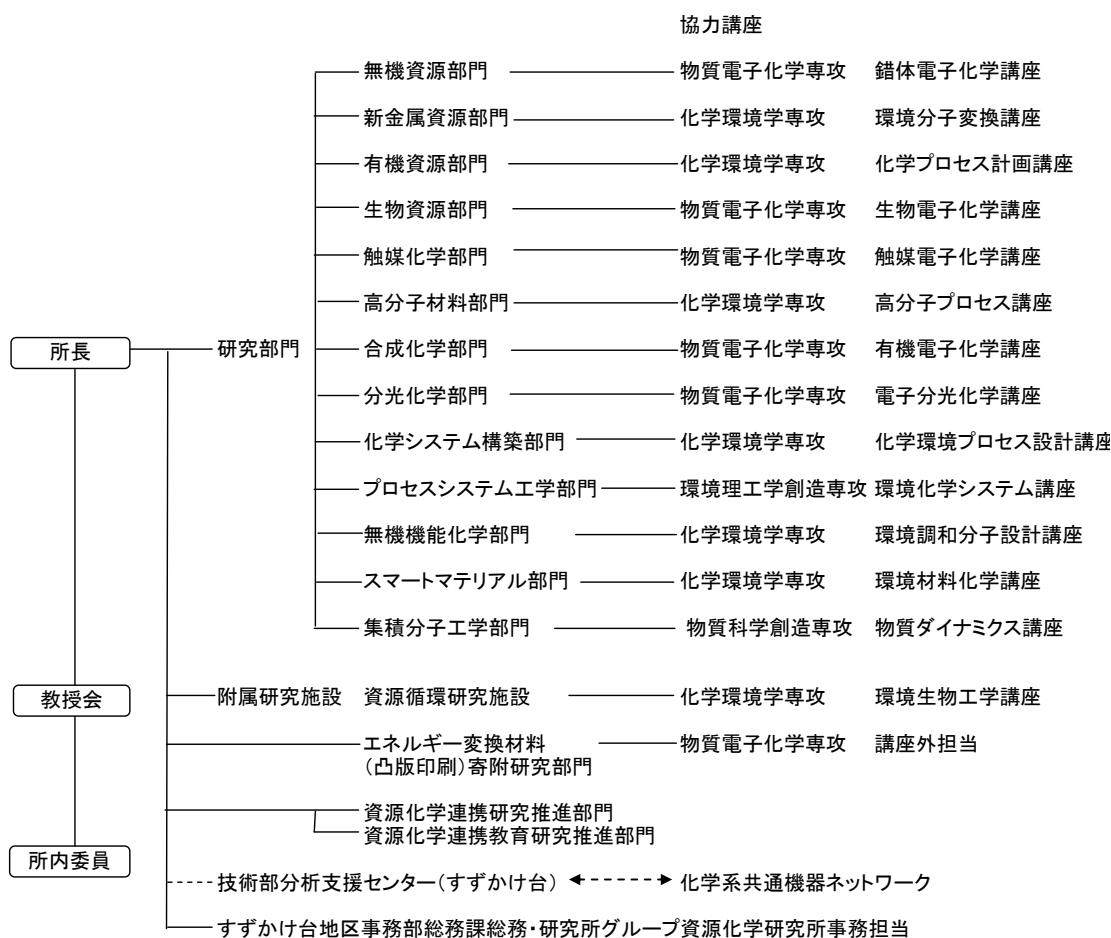 協力講座
無機資源部門 物質電子化学専攻 錯体電子化学講座
新金属資源部門 化学環境学専攻 環境分子変換講座
有機資源部門 化学環境学専攻 化学プロセス計画講座
生物資源部門 物質電子化学専攻 生物電子化学講座
触媒化学部門 物質電子化学専攻 触媒電子化学講座
高分子材料部門 化学環境学専攻 高分子プロセス講座
所長 研究部門 合成化学部門 物質電子化学専攻 有機電子化学講座
分光化学部門 物質電子化学専攻 電子分光化学講座
化学システム構築部門 化学環境学専攻 化学環境プロセス設計講座
プロセスシステム工学部門 環境理工学創造専攻 環境化学システム講座
無機機能化学部門 化学環境学専攻 環境調和分子設計講座
スマートマテリアル部門 化学環境学専攻 環境材料化学講座
集積分子工学部門 物質科学創造専攻 物質ダイナミクス講座
教授会 附属研究施設 資源循環研究施設 化学環境学専攻 環境生物工学講座
エネルギー変換材料 物質電子化学専攻 講座外担当
(凸版印刷)寄附研究部門
資源化学連携研究推進部門
資源化学連携教育研究推進部門
所内委員
技術部分析支援センター(すずかけ台) 化学系共通機器ネットワーク
すずかけ台地区事務部総務課総務・研究所グループ資源化学研究所事務担当